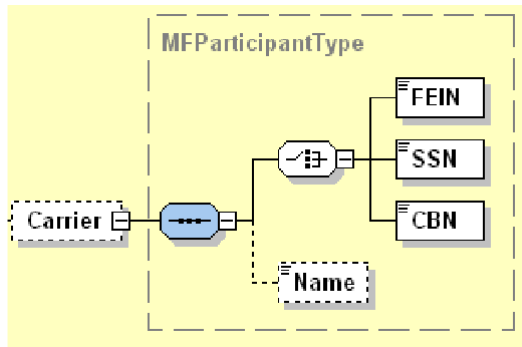 MFParticipantType
FEIN
SSN
Carrier
CBN
Name